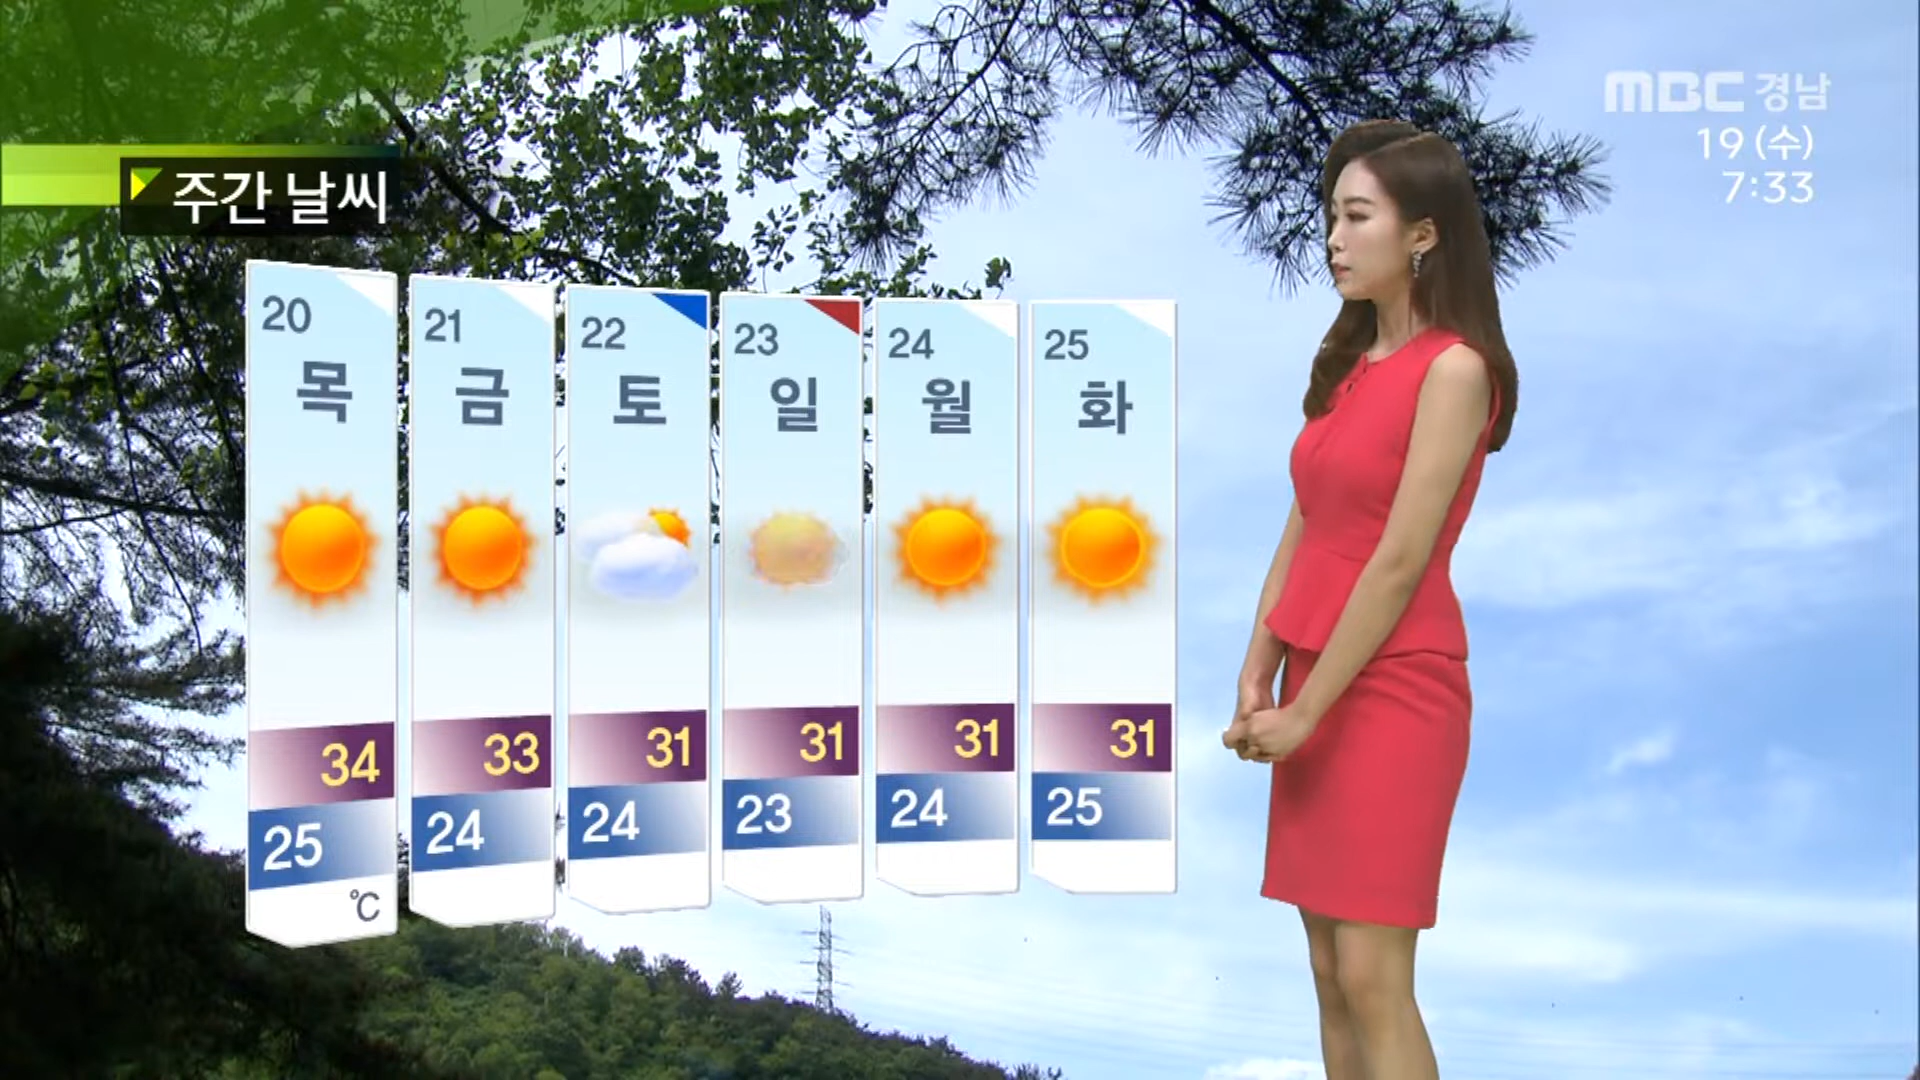 MBC 경남
19 (수)
7:33
주간 날씨
20 21 22 23 24 25
목 금 토 일 월 화
34 33 31 31 31 31
25 24 24 23 24 25
℃